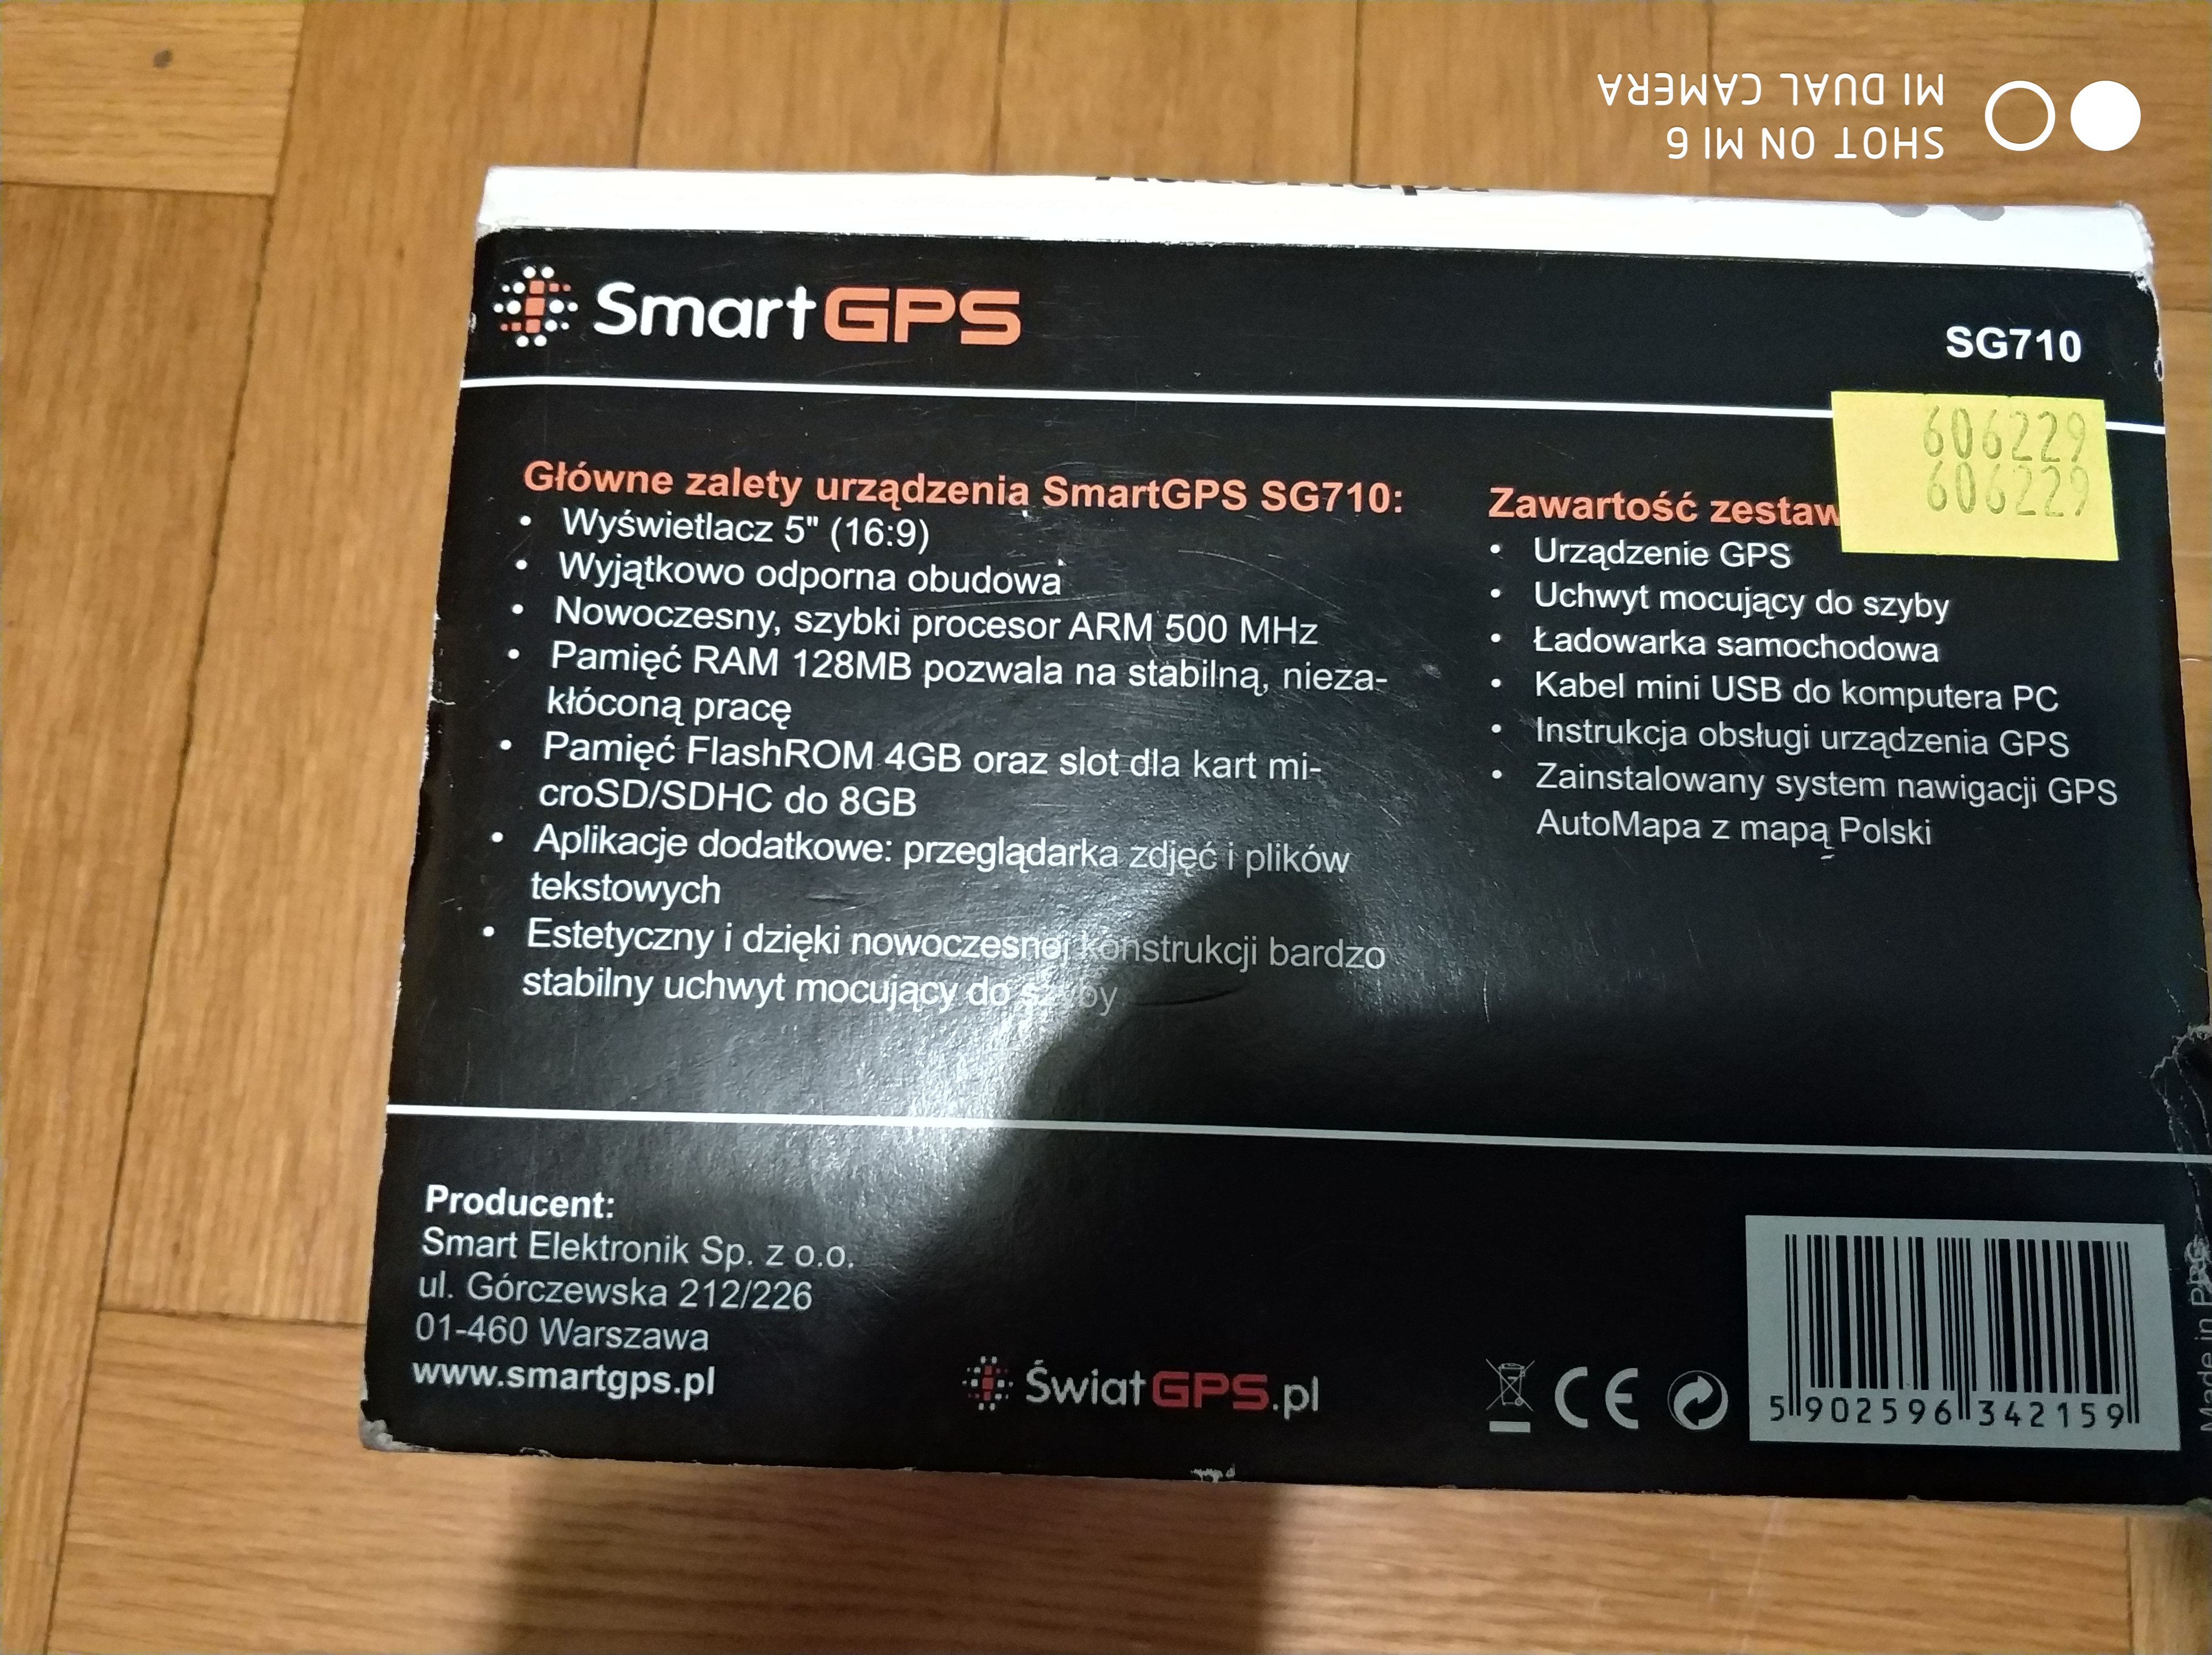 SHOT ON MI 6
MI DUAL CAMERA
SmartGPS
SG710
606229
606229
Główne zalety urządzenia SmartGPS SG710:
• Wyświetlacz 5" (16:9)
• Wyjątkowo odporna obudowa
• Nowoczesny, szybki procesor ARM 500 MHz
• Pamięć RAM 128MB pozwala na stabilną, nieza-
kłóconą pracę
• Pamięć FlashROM 4GB oraz slot dla kart mi-
croSD/SDHC do 8GB
• Aplikacje dodatkowe: przeglądarka zdjęć i plików
tekstowych
• Estetyczny i dzięki nowoczesnej konstrukcji bardzo
stabilny uchwyt mocujący do szyby
Zawartość
• Urządzenie GPS
• Uchwyt mocujący do szyby
• Ładowarka samochodowa
• Kabel mini USB do komputera PC
• Instrukcja obsługi urządzenia GPS
• Zainstalowany system nawigacji GPS
AutoMapa z mapą Polski
Producent:
Smart Elektronik Sp. z o.o.
ul. Górczewska 212/226
01-460 Warszawa
www.smartgps.pl
ŚwiatGPS.pl
CE
5 902596 342159
Made in